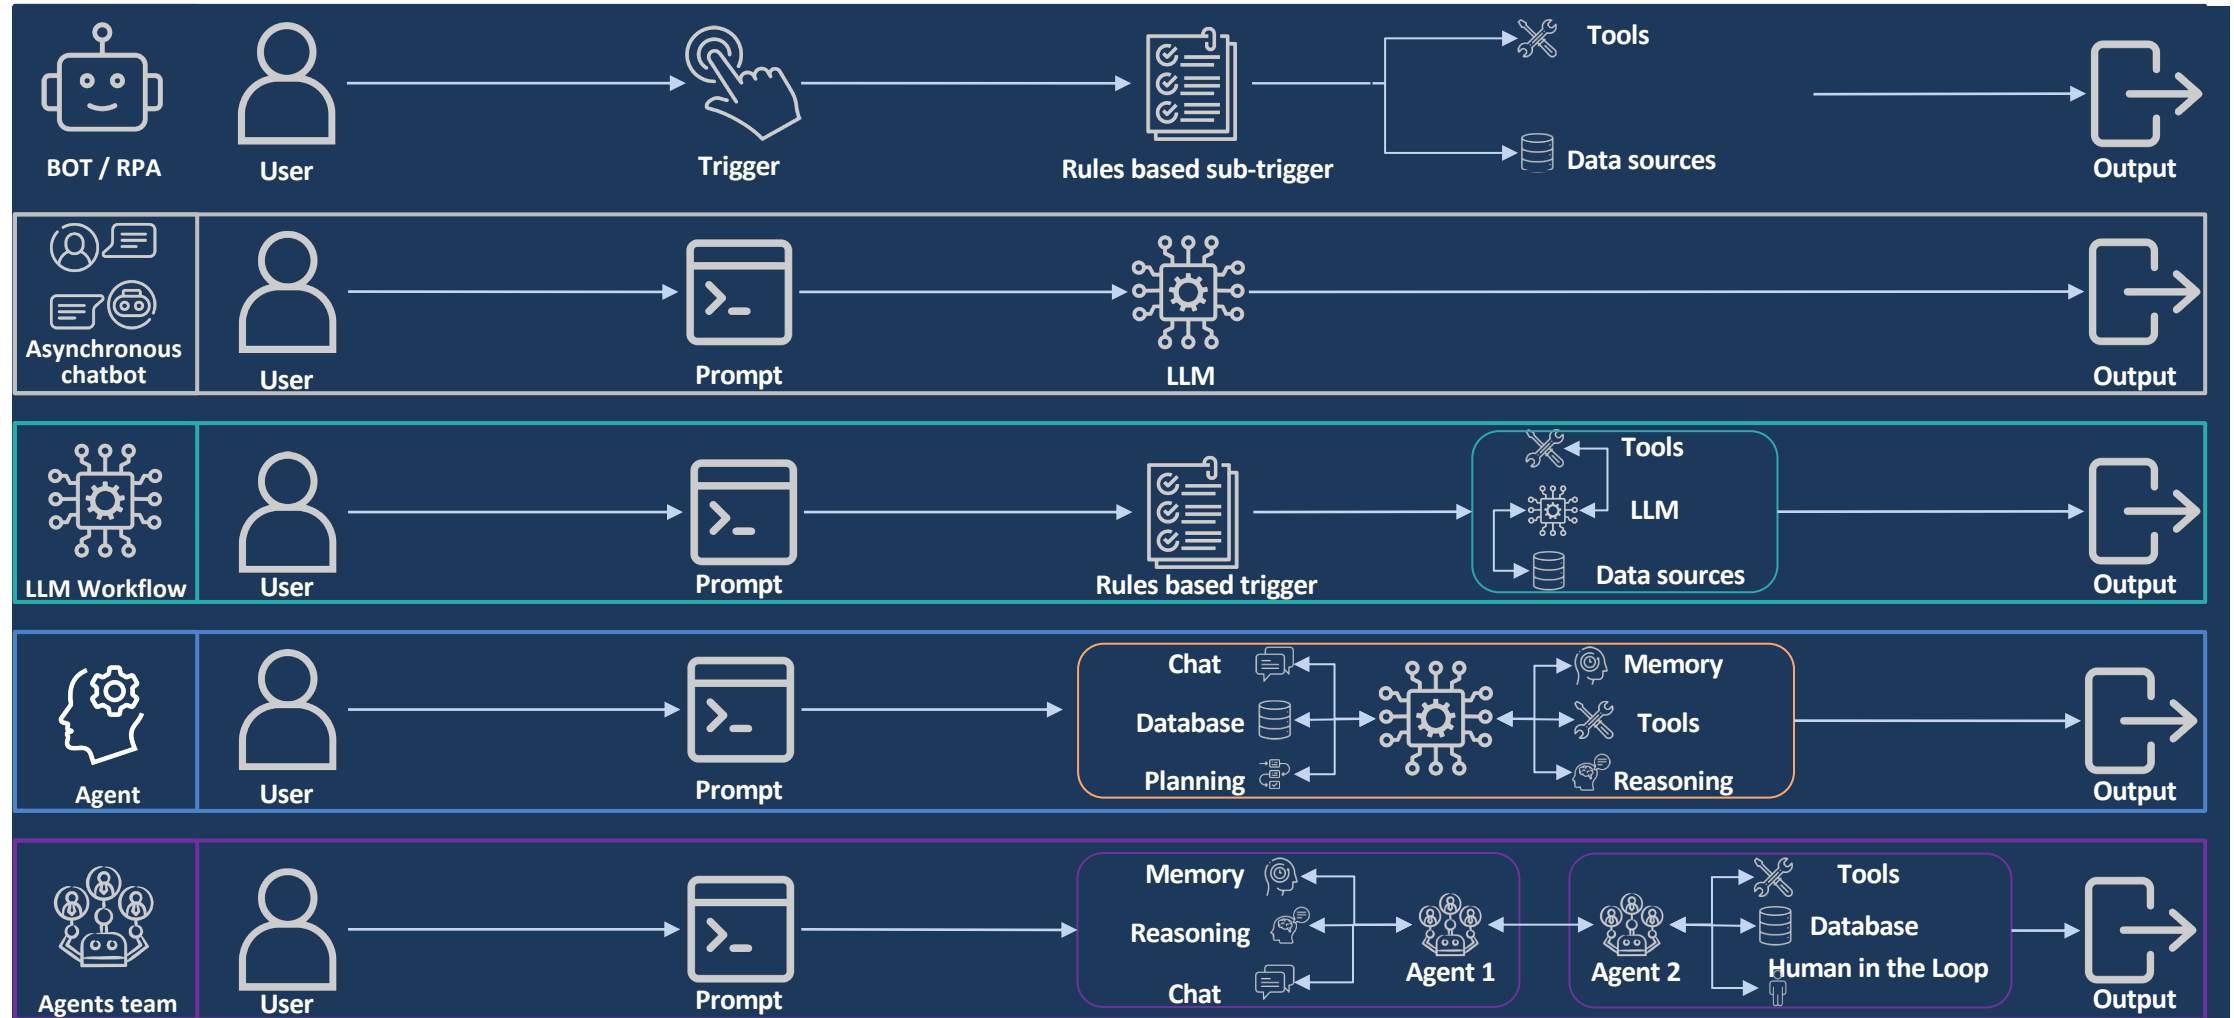 Tools
BOT / RPA
User
Trigger
Rules based sub-trigger
Data sources
Output
Asynchronous
chatbot
User
Prompt
LLM
Output
Tools
LLM
Data sources
LLM Workflow
User
Prompt
Rules based trigger
Output
Chat
Memory
Database
Tools
Planning
Reasoning
Agent
User
Prompt
Output
Memory
Tools
Reasoning
Database
Chat
Agent 1
Agent 2
Human in the Loop
Agents team
User
Prompt
Output